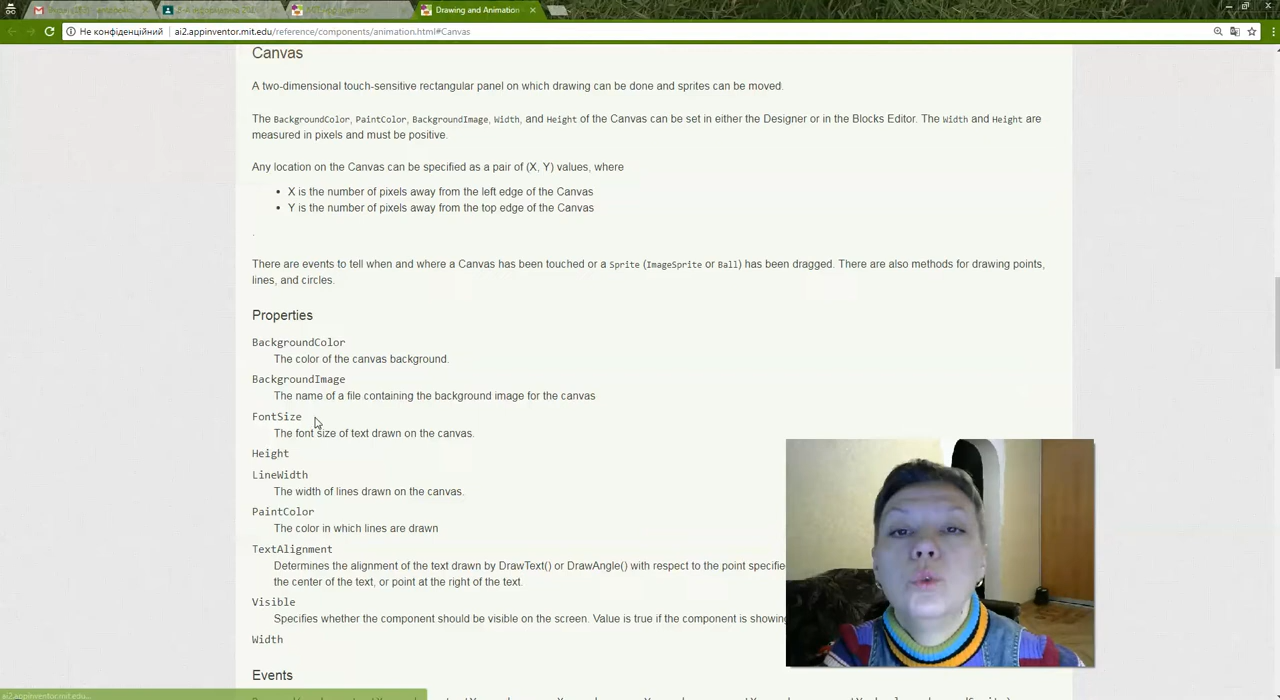 Drawing and Animation
Не конфіденційний
ai2.appinventor.mit.edu/reference/components/animation.html#Canvas
Canvas
A two-dimensional touch-sensitive rectangular panel on which drawing can be done and sprites can be moved.
The BackgroundColor, PaintColor, BackgroundImage, Width, and Height of the Canvas can be set in either the Designer or in the Blocks Editor. The Width and Height are
measured in pixels and must be positive.
Any location on the Canvas can be specified as a pair of (X, Y) values, where
• X is the number of pixels away from the left edge of the Canvas
• Y is the number of pixels away from the top edge of the Canvas
.
There are events to tell when and where a Canvas has been touched or a Sprite (ImageSprite or Ball) has been dragged. There are also methods for drawing points,
lines, and circles.
Properties
BackgroundColor
The color of the canvas background.
BackgroundImage
The name of a file containing the background image for the canvas
FontSize
The font size of text drawn on the canvas.
Height
LineWidth
The width of lines drawn on the canvas.
PaintColor
The color in which lines are drawn
TextAlignment
Determines the alignment of the text drawn by DrawText() or DrawAngle() with respect to the point specifie
the center of the text, or point at the right of the text.
Visible
Specifies whether the component should be visible on the screen. Value is true if the component is showing
Width
Events
ai2.appinventor.mit.edu...